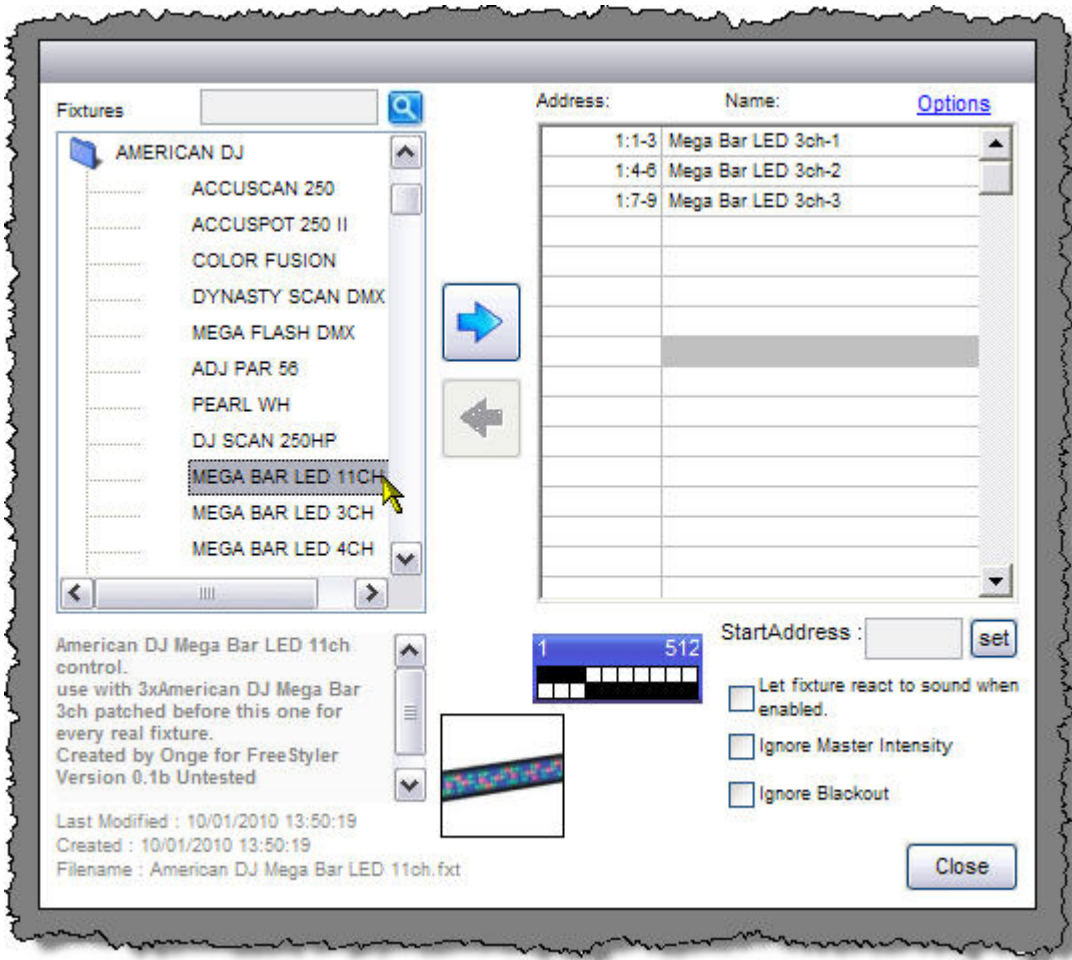 Fixtures
AMERICAN DJ
ACCUSCAN 250
ACCUSPOT 250 II
COLOR FUSION
DYNASTY SCAN DMX
MEGA FLASH DMX
ADJ PAR 56
PEARL WH
DJ SCAN 250HP
MEGA BAR LED 11CH
MEGA BAR LED 3CH
MEGA BAR LED 4CH
American DJ Mega Bar LED 11ch
control.
use with 3xAmerican DJ Mega Bar
3ch patched before this one for
every real fixture.
Created by Onge for FreeStyler
Version 0.1b Untested
Last Modified : 10/01/2010 13:50:19
Created : 10/01/2010 13:50:19
Filename : American DJ Mega Bar LED 11ch.fxt
Address: Name: Options
1:1-3 Mega Bar LED 3ch-1
1:4-6 Mega Bar LED 3ch-2
1:7-9 Mega Bar LED 3ch-3
1 512
StartAddress : set
Let fixture react to sound when
enabled.
Ignore Master Intensity
Ignore Blackout
Close